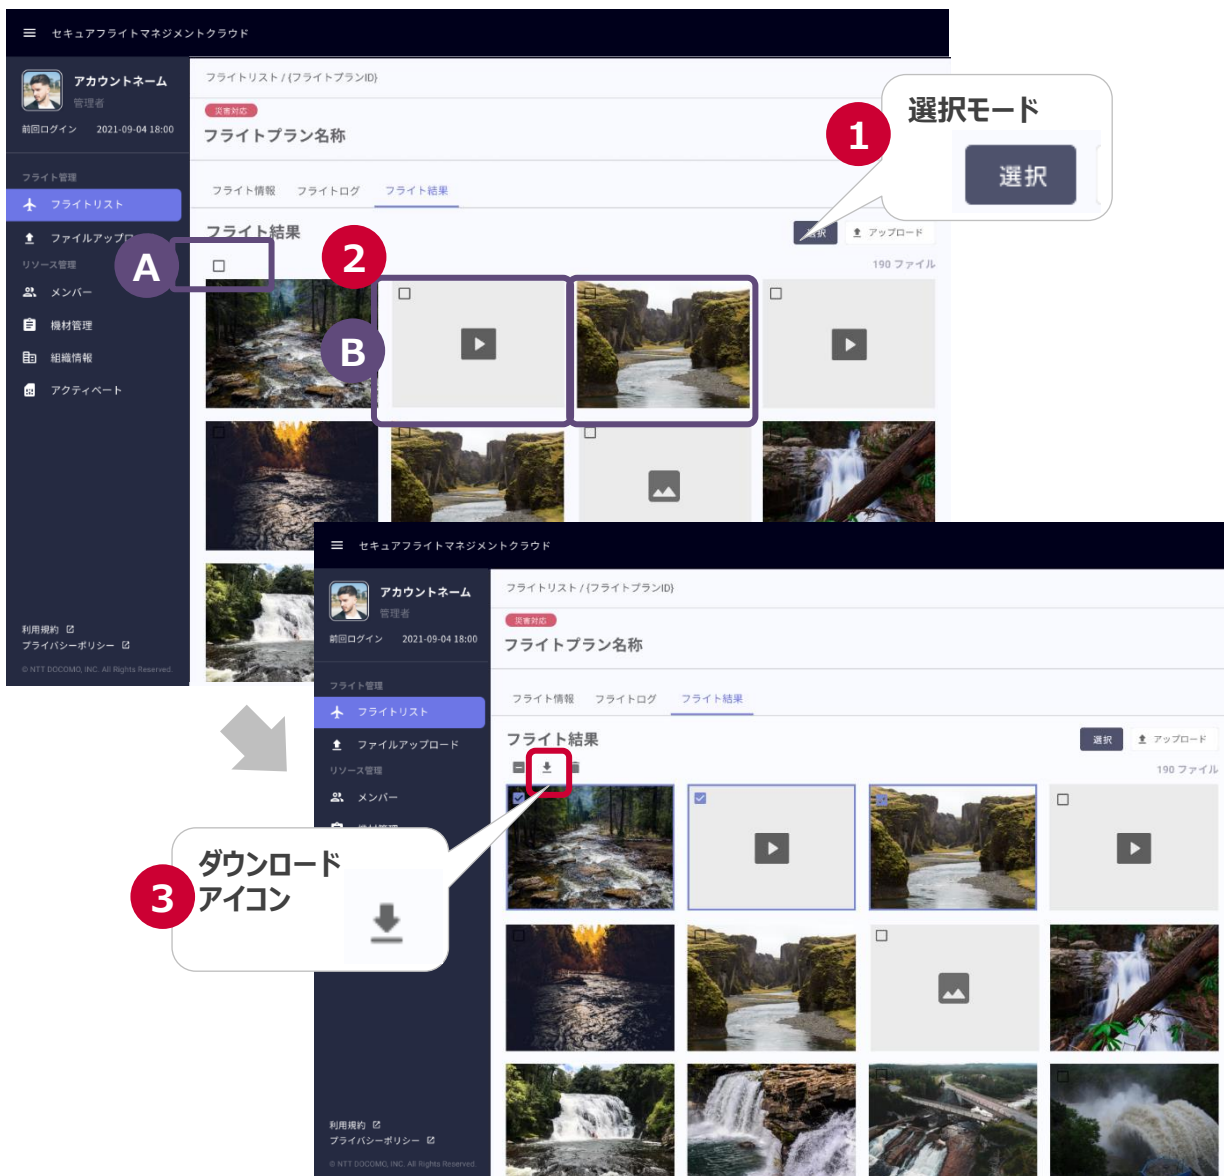 セキュアフライトマネジメントクラウド
アカウントネーム
管理者
前回ログイン 2021-09-04 18:00
フライト管理
フライトリスト
ファイルアップロ
リソース管理
メンバー
機材管理
組織情報
アクティベート
利用規約
プライバシーポリシー
© NTT DOCOMO, INC. All Rights Reserved.
フライトリスト / {フライトプランID}
災害対応
フライトプラン名称
フライト情報 フライトログ フライト結果
フライト結果
選択 アップロード
190 ファイル
1
選択モード
選択
A
2
B
セキュアフライトマネジメントクラウド
アカウントネーム
管理者
前回ログイン 2021-09-04 18:00
フライト管理
フライトリスト
ファイルアップロード
リソース管理
メンバー
利用規約
プライバシーポリシー
© NTT DOCOMO, INC. All Rights Reserved.
フライトリスト / {フライトプランID}
災害対応
フライトプラン名称
フライト情報 フライトログ フライト結果
フライト結果
選択 アップロード
190 ファイル
3
ダウンロード
アイコン